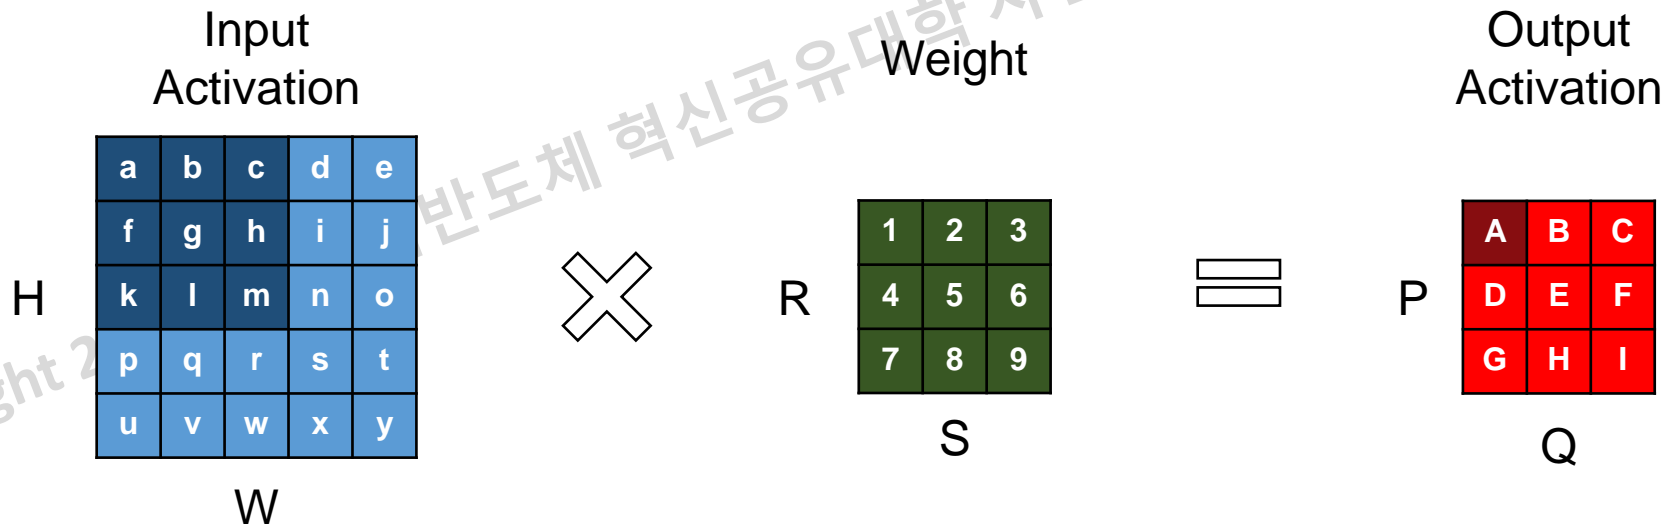 Input
Activation
Weight
Output
Activation
a b c d e
f g h i j
k l m n o
p q r s t
u v w x y
H
W
1 2 3
4 5 6
7 8 9
R
S
A B C
D E F
G H I
P
Q
반도체 혁신공유대학